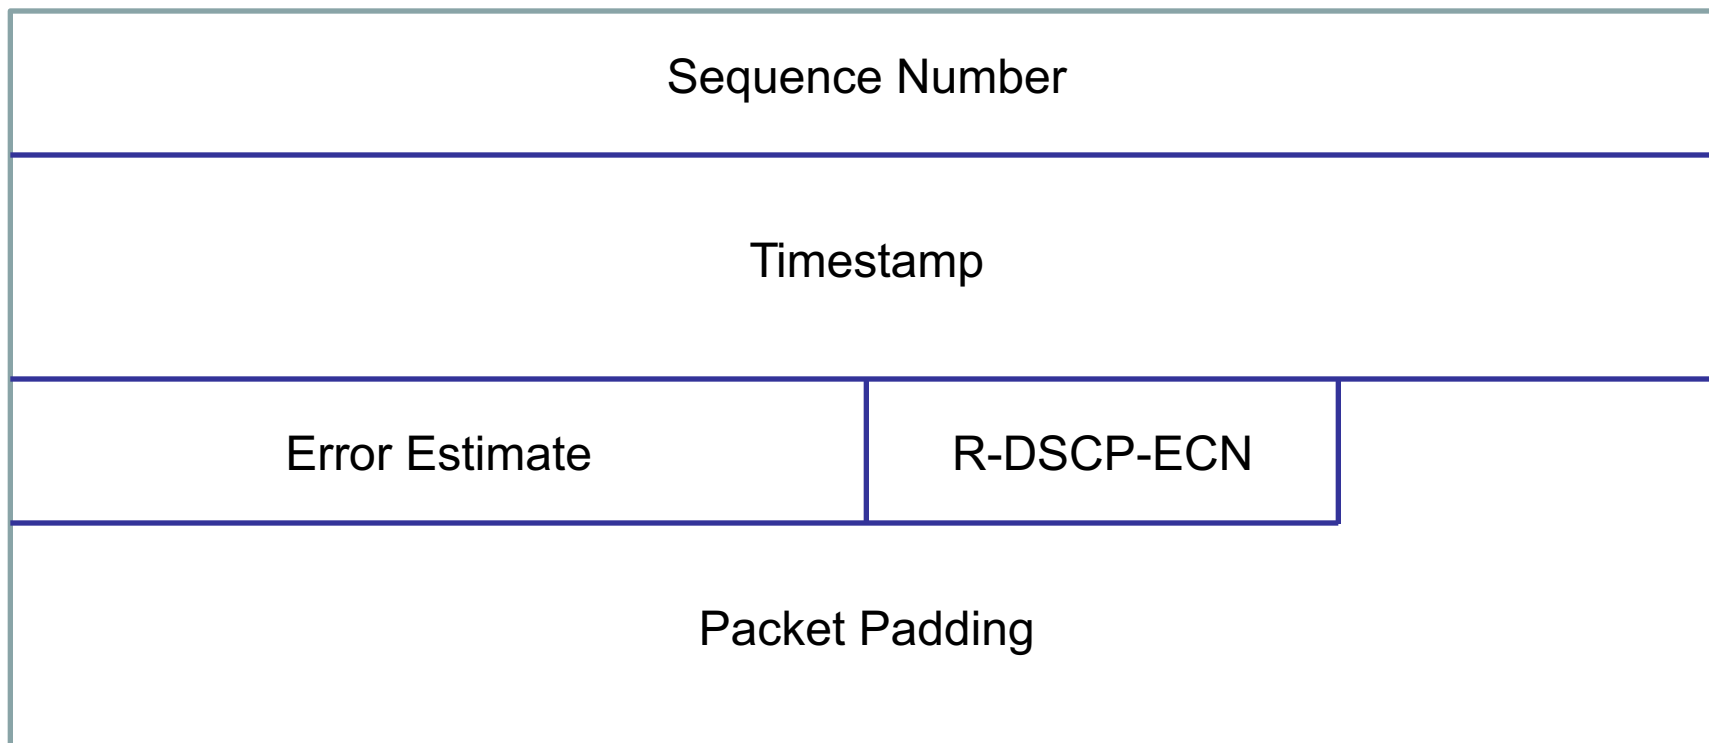 Sequence Number
Timestamp
Error Estimate
R-DSCP-ECN
Packet Padding